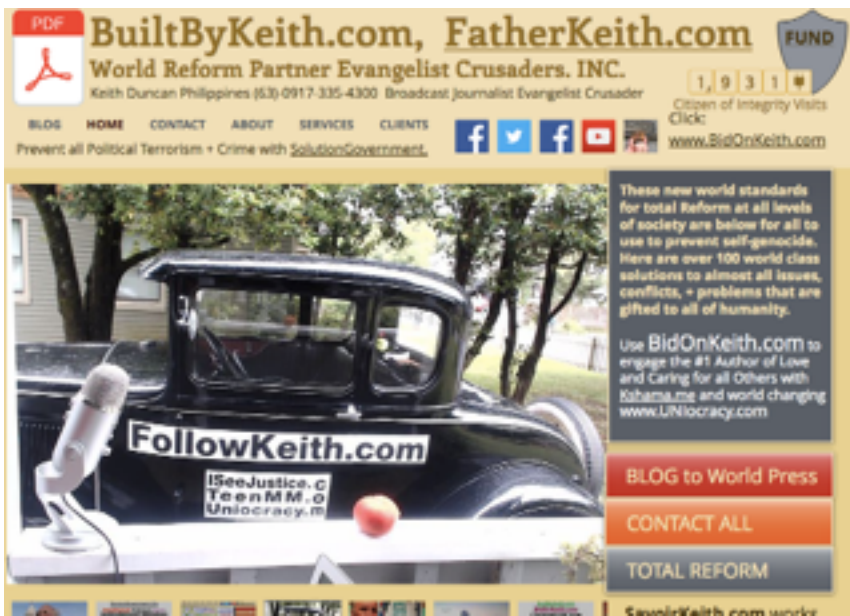 PDF
BuiltByKeith.com, FatherKeith.com
FUND
World Reform Partner Evangelist Crusaders. INC.
Keith Duncan Philippines (63) 0917-335-4300 Broadcast Journalist Evangelist Crusader
1,931
Citizen of Integrity Visits
Click:
www.BidOnKeith.com
BLOG HOME CONTACT ABOUT SERVICES CLIENTS
Prevent all Political Terrorism + Crime with SolutionGovernment.
These new world standards
for total Reform at all levels
of society are below for all to
use to prevent self-genocide.
Here are over 100 world class
solutions to almost all issues,
conflicts, + problems that are
gifted to all of humanity.
Use BidOnKeith.com to
engage the #1 Author of Love
and Caring for all Others with
Kshama.me and world changing
www.UNiocracy.com
FollowKeith.com
ISeeJustice.c
TeenMM.o
Uniocracy.m
BLOG to World Press
CONTACT ALL
TOTAL REFORM
SavoirKeith.com works